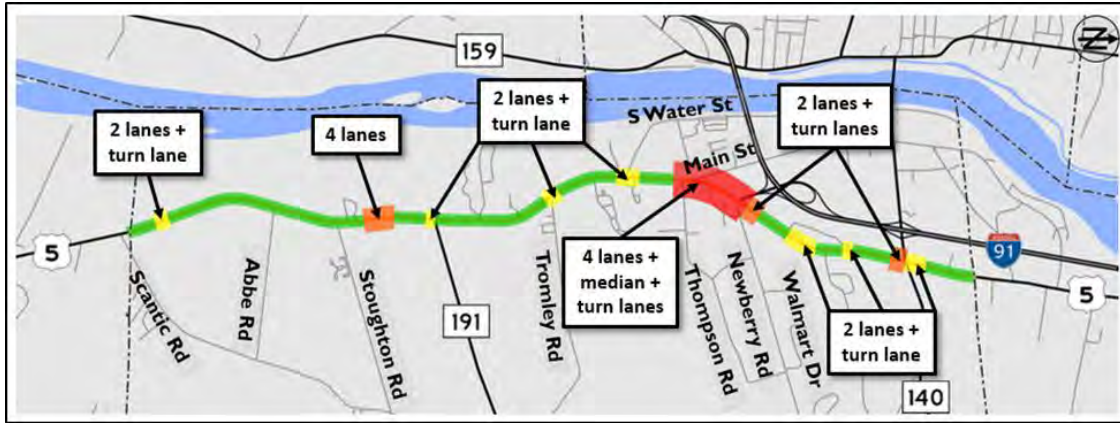 159
2 lanes +
turn lane
4 lanes
2 lanes +
turn lane
S Water St
Main St
2 lanes +
turn lanes
N
5
Scantic Rd
Abbe Rd
Stoughton Rd
191
Tromley Rd
4 lanes +
median +
turn lanes
Thompson Rd
Newberry Rd
Walmart Dr
2 lanes +
turn lane
140
INTERSTATE
91
5